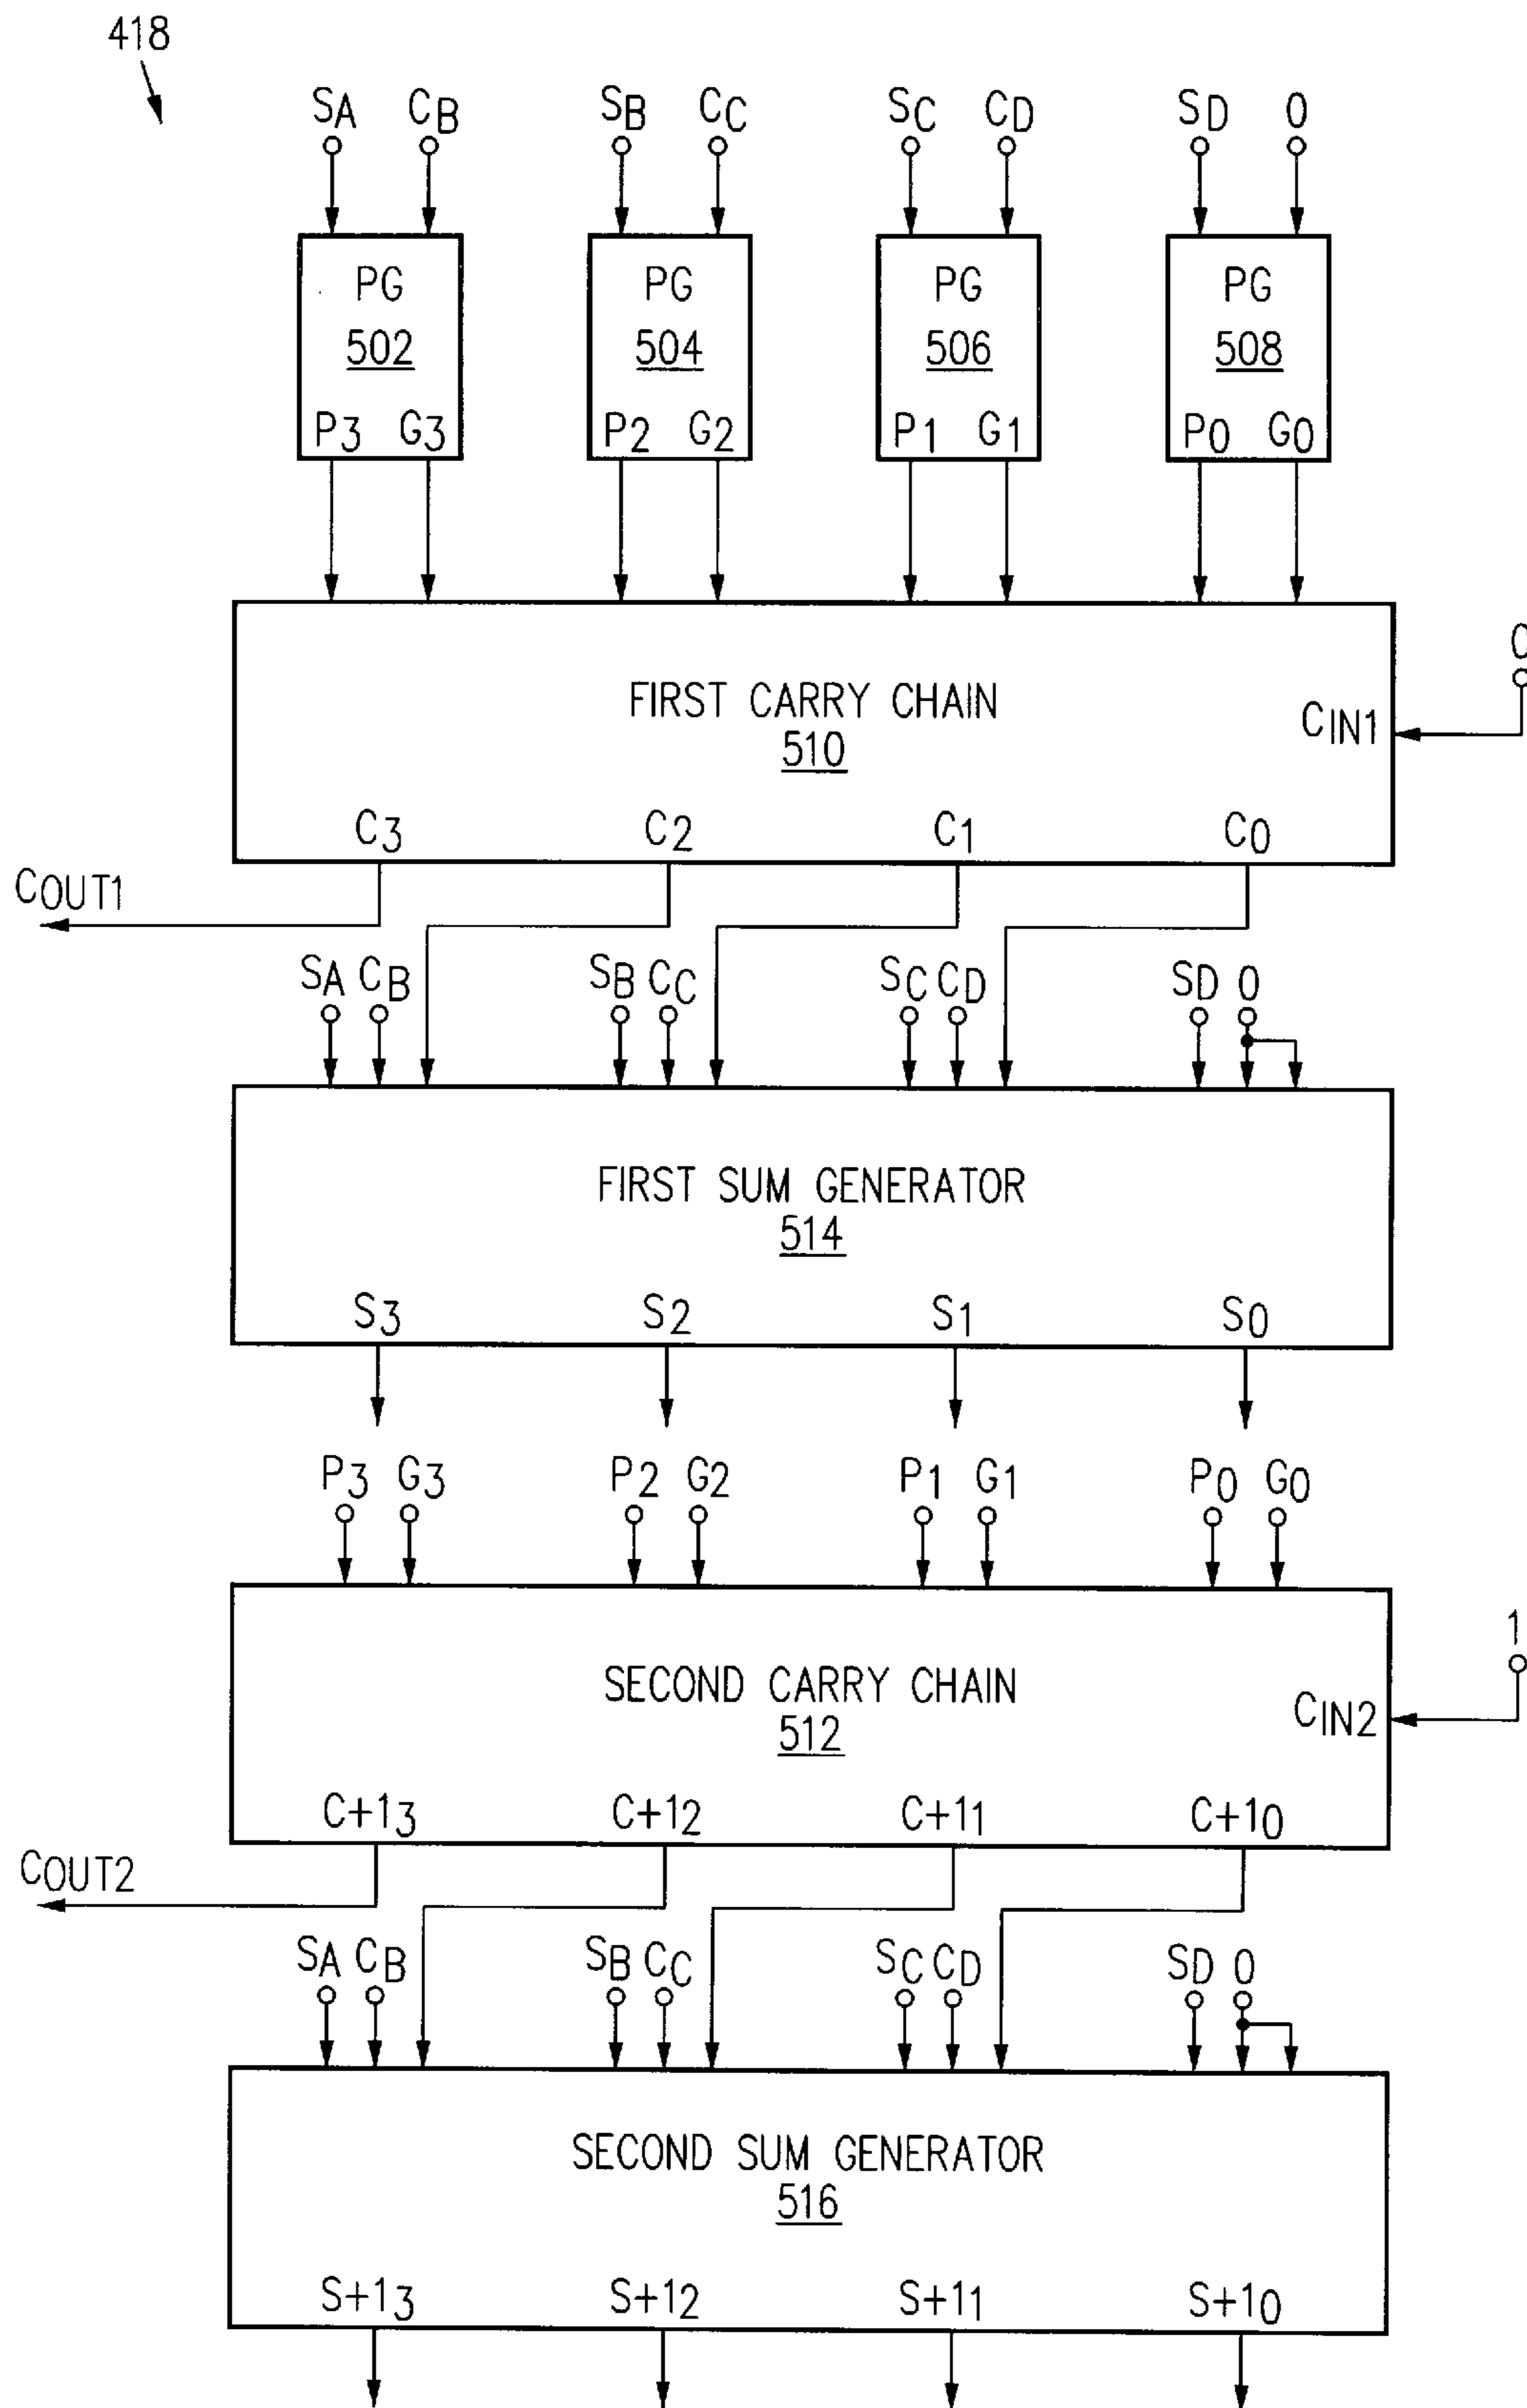 418
SA CB SB CC SC CD SD 0
PG PG PG PG
502 504 506 508
P3 G3 P2 G2 P1 G1 P0 G0
0
FIRST CARRY CHAIN
CIN1
510
C3 C2 C1 C0
COUT1
SA CB SB CC SC CD SD 0
FIRST SUM GENERATOR
514
S3 S2 S1 S0
P3 G3 P2 G2 P1 G1 P0 G0
1
SECOND CARRY CHAIN
CIN2
512
C+13 C+12 C+11 C+10
COUT2
SA CB SB CC SC CD SD 0
SECOND SUM GENERATOR
516
S+13 S+12 S+11 S+10